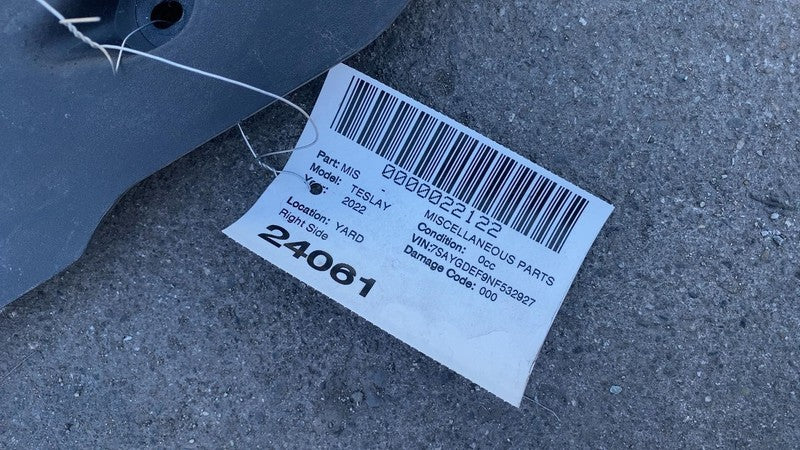 0000022122
Part: MIS - MISCELLANEOUS PARTS
Model: TESLAY Condition: 0cc
Year: 2022 VIN:7SAYGDEF9NF532927
Location: YARD Damage Code: 000
Right Side
24061